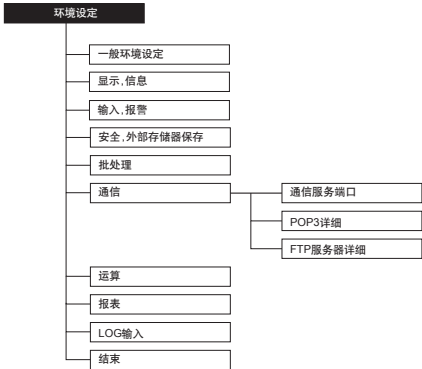 环境设定
一般环境设定
显示,信息
输入,报警
安全,外部存储器保存
批处理
通信
通信服务端口
POP3详细
FTP服务器详细
运算
报表
LOG输入
结束